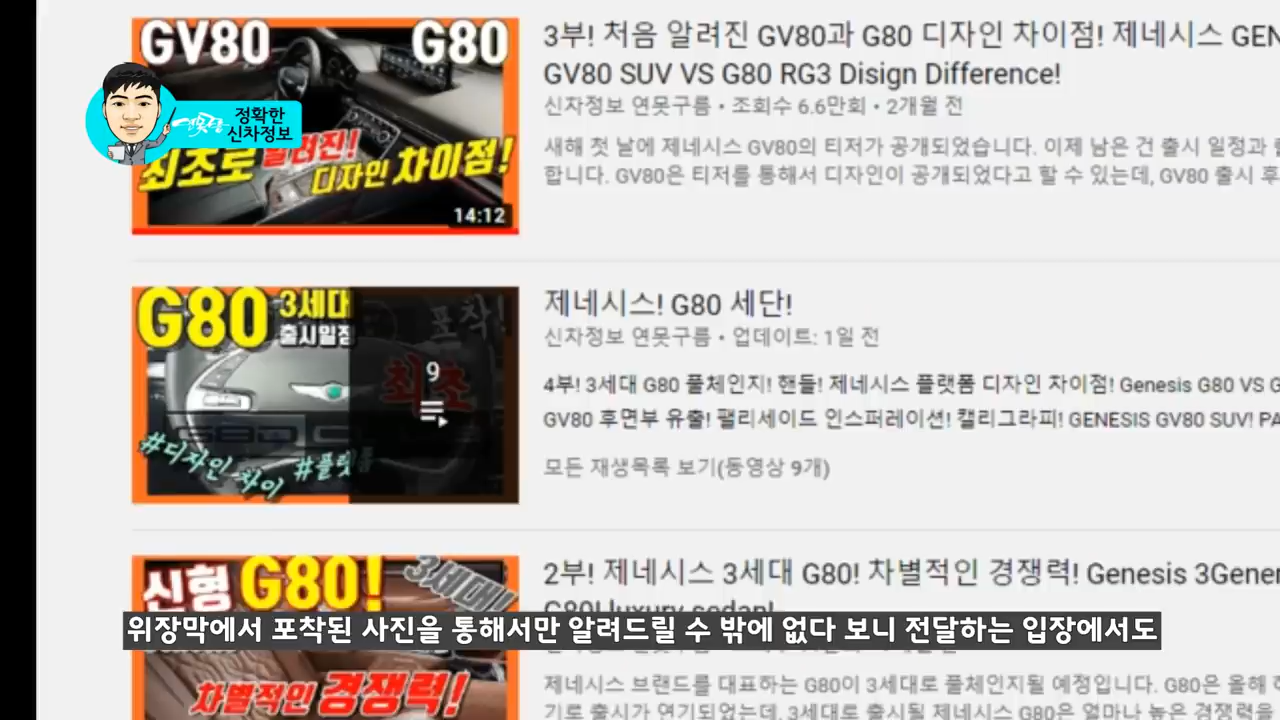 GV80 G80
정확한
신차정보
최초로 알려진!
디자인 차이점!
14:12
3부! 처음 알려진 GV80과 G80 디자인 차이점! 제네시스 GEN
GV80 SUV VS G80 RG3 Disign Difference!
신차정보 연못구름 • 조회수 6.6만회 • 2개월 전
새해 첫 날에 제네시스 GV80의 티저가 공개되었습니다. 이제 남은 건 출시 일정과
합니다. GV80은 티저를 통해서 디자인이 공개되었다고 할 수 있는데, GV80 출시 후
G80 3세대
출시일정
포착!
최초
9
#디자인 차이 #플랫폼
제네시스! G80 세단!
신차정보 연못구름 • 업데이트: 1일 전
4부! 3세대 G80 풀체인지! 핸들! 제네시스 플랫폼 디자인 차이점! Genesis G80 VS G
GV80 후면부 유출! 팰리세이드 인스퍼레이션! 캘리그라피! GENESIS GV80 SUV! PA
모든 재생목록 보기(동영상 9개)
신형 G80! 3세대!
차별적인 경쟁력!
2부! 제네시스 3세대 G80! 차별적인 경쟁력! Genesis 3Gener
G80! luxury sedan!
위장막에서 포착된 사진을 통해서만 알려드릴 수 밖에 없다 보니 전달하는 입장에서도
제네시스 브랜드를 대표하는 G80이 3세대로 풀체인지될 예정입니다. G80은 올해
기로 출시가 연기되었는데, 3세대로 출시될 제네시스 G80은 얼마나 높은 경쟁력을